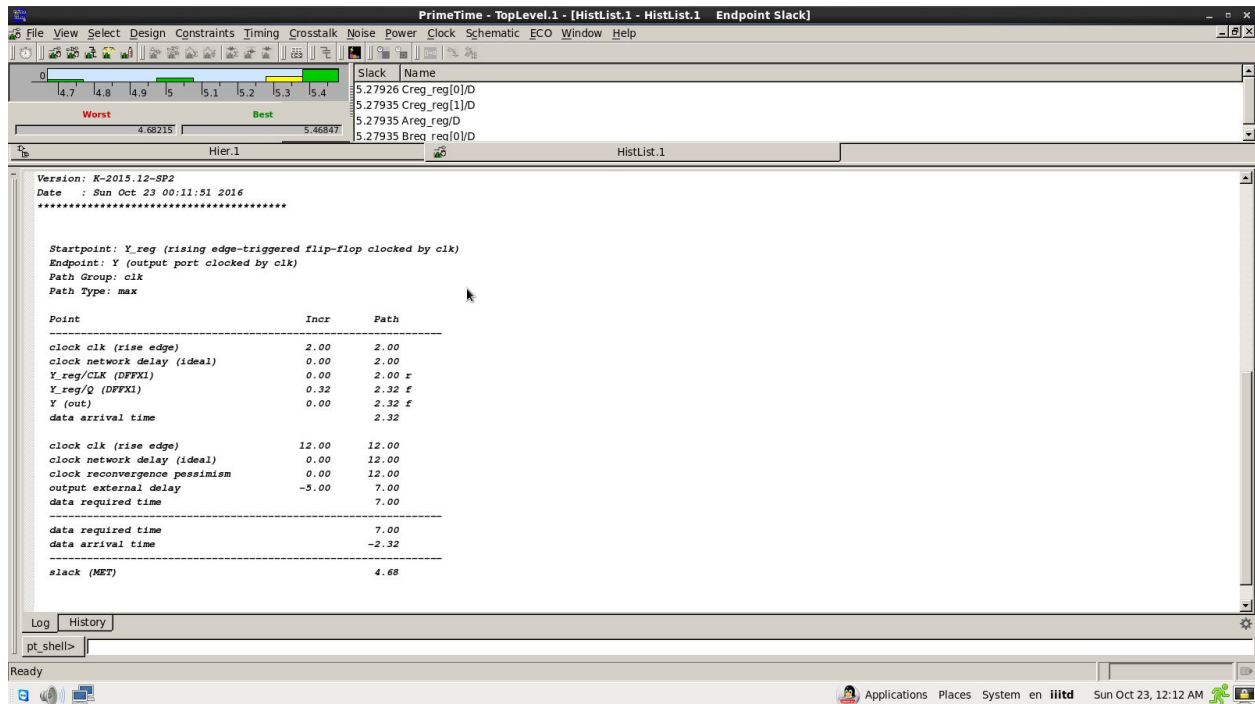 PrimeTime - TopLevel.1 - [HistList.1 - HistList.1 Endpoint Slack]
File View Select Design Constraints Timing Crosstalk Noise Power Clock Schematic ECO Window Help
0
4.7 4.8 4.9 5 5.1 5.2 5.3 5.4
Worst Best
4.68215 5.46847
Slack Name
5.27926 Creg_reg[0]/D
5.27935 Creg_reg[1]/D
5.27935 Areg_reg/D
5.27935 Breg_reg[0]/D
Hier.1 HistList.1
Version: K-2015.12-SP2
Date : Sun Oct 23 00:11:51 2016
****************************************
Startpoint: Y_reg (rising edge-triggered flip-flop clocked by clk)
Endpoint: Y (output port clocked by clk)
Path Group: clk
Path Type: max
Point Incr Path
---------------------------------------------------------------
clock clk (rise edge) 2.00 2.00
clock network delay (ideal) 0.00 2.00
Y_reg/CLK (DFFX1) 0.00 2.00 r
Y_reg/Q (DFFX1) 0.32 2.32 f
Y (out) 0.00 2.32 f
data arrival time 2.32
clock clk (rise edge) 12.00 12.00
clock network delay (ideal) 0.00 12.00
clock reconvergence pessimism 0.00 12.00
output external delay -5.00 7.00
data required time 7.00
---------------------------------------------------------------
data required time 7.00
data arrival time -2.32
---------------------------------------------------------------
slack (MET) 4.68
Log History
pt_shell>
Ready
Applications Places System en iiitd Sun Oct 23, 12:12 AM